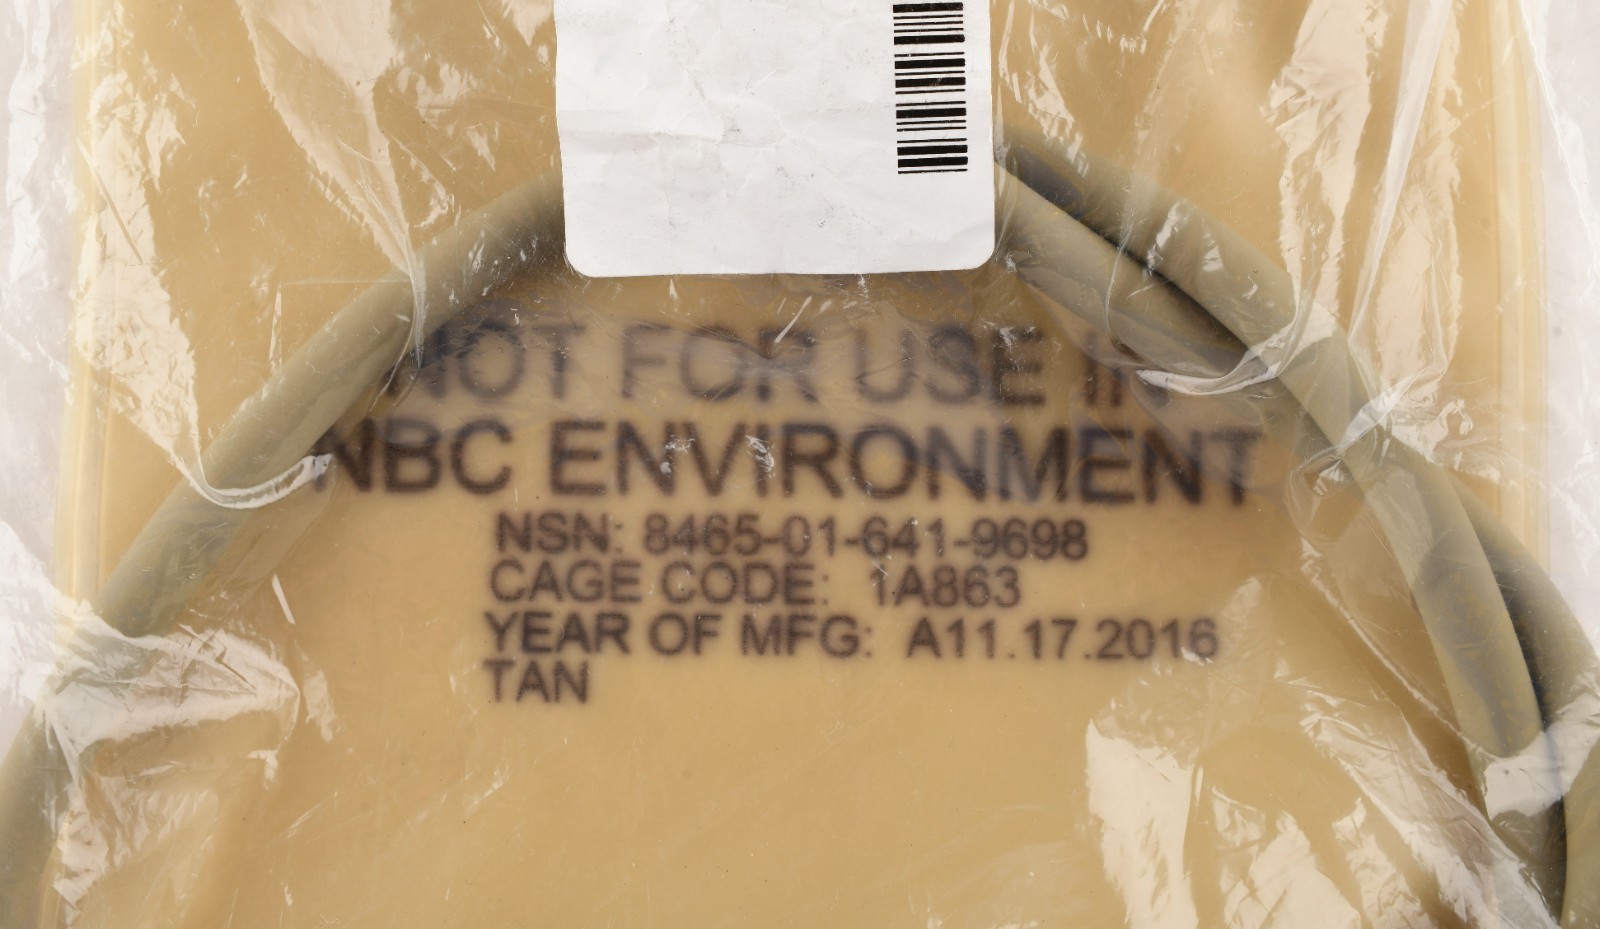 NOT FOR USE IN
NBC ENVIRONMENT
NSN: 8465-01-641-9698
CAGE CODE: 1A863
YEAR OF MFG: A11.17.2016
TAN